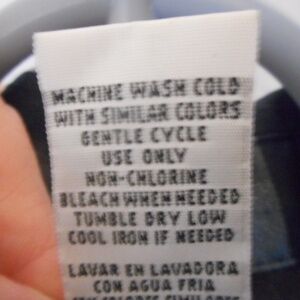 MACHINE WASH COLD
WITH SIMILAR COLORS
GENTLE CYCLE
USE ONLY
NON-CHLORINE
BLEACH WHEN NEEDED
TUMBLE DRY LOW
COOL IRON IF NEEDED
LAVAR EN LAVADORA
CON AGUA FRIA